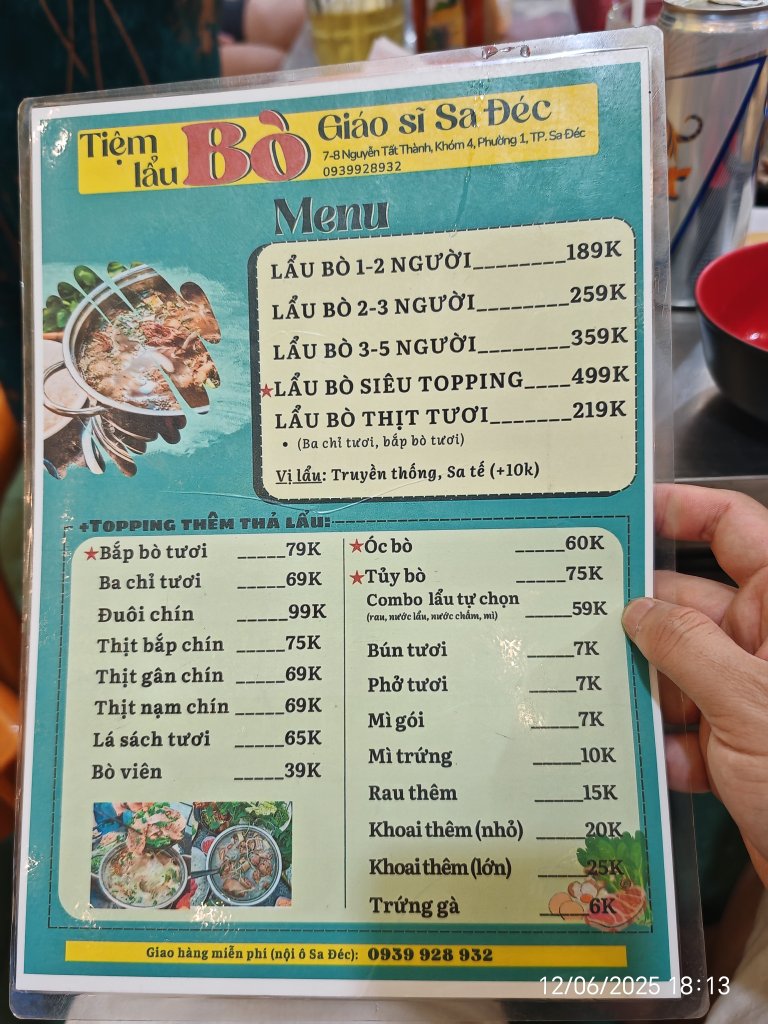 Tiệm lẩu BÒ Giáo sĩ Sa Đéc
7-8 Nguyễn Tất Thành, Khóm 4, Phường 1, TP. Sa Đéc
0939928932
Menu
LẨU BÒ 1-2 NGƯỜI________189K
LẨU BÒ 2-3 NGƯỜI________259K
LẨU BÒ 3-5 NGƯỜI________359K
LẨU BÒ SIÊU TOPPING____499K
LẨU BÒ THỊT TƯƠI_______219K
• (Ba chỉ tươi, bắp bò tươi)
Vị lẩu: Truyền thống, Sa tế (+10k)
+TOPPING THÊM THẢ LẨU:
Bắp bò tươi _____79K
Ba chỉ tươi _____69K
Đuôi chín _____99K
Thịt bắp chín _____75K
Thịt gân chín _____69K
Thịt nạm chín _____69K
Lá sách tươi _____65K
Bò viên _____39K
Óc bò _____60K
Tủy bò _____75K
Combo lẩu tự chọn _____59K
(rau, nước lẩu, nước chấm, mì)
Bún tươi _____7K
Phở tươi _____7K
Mì gói _____7K
Mì trứng _____10K
Rau thêm _____15K
Khoai thêm (nhỏ) _____20K
Khoai thêm (lớn) _____25K
Trứng gà _____6K
Giao hàng miễn phí (nội ô Sa Đéc): 0939 928 932
12/06/2025 18:13